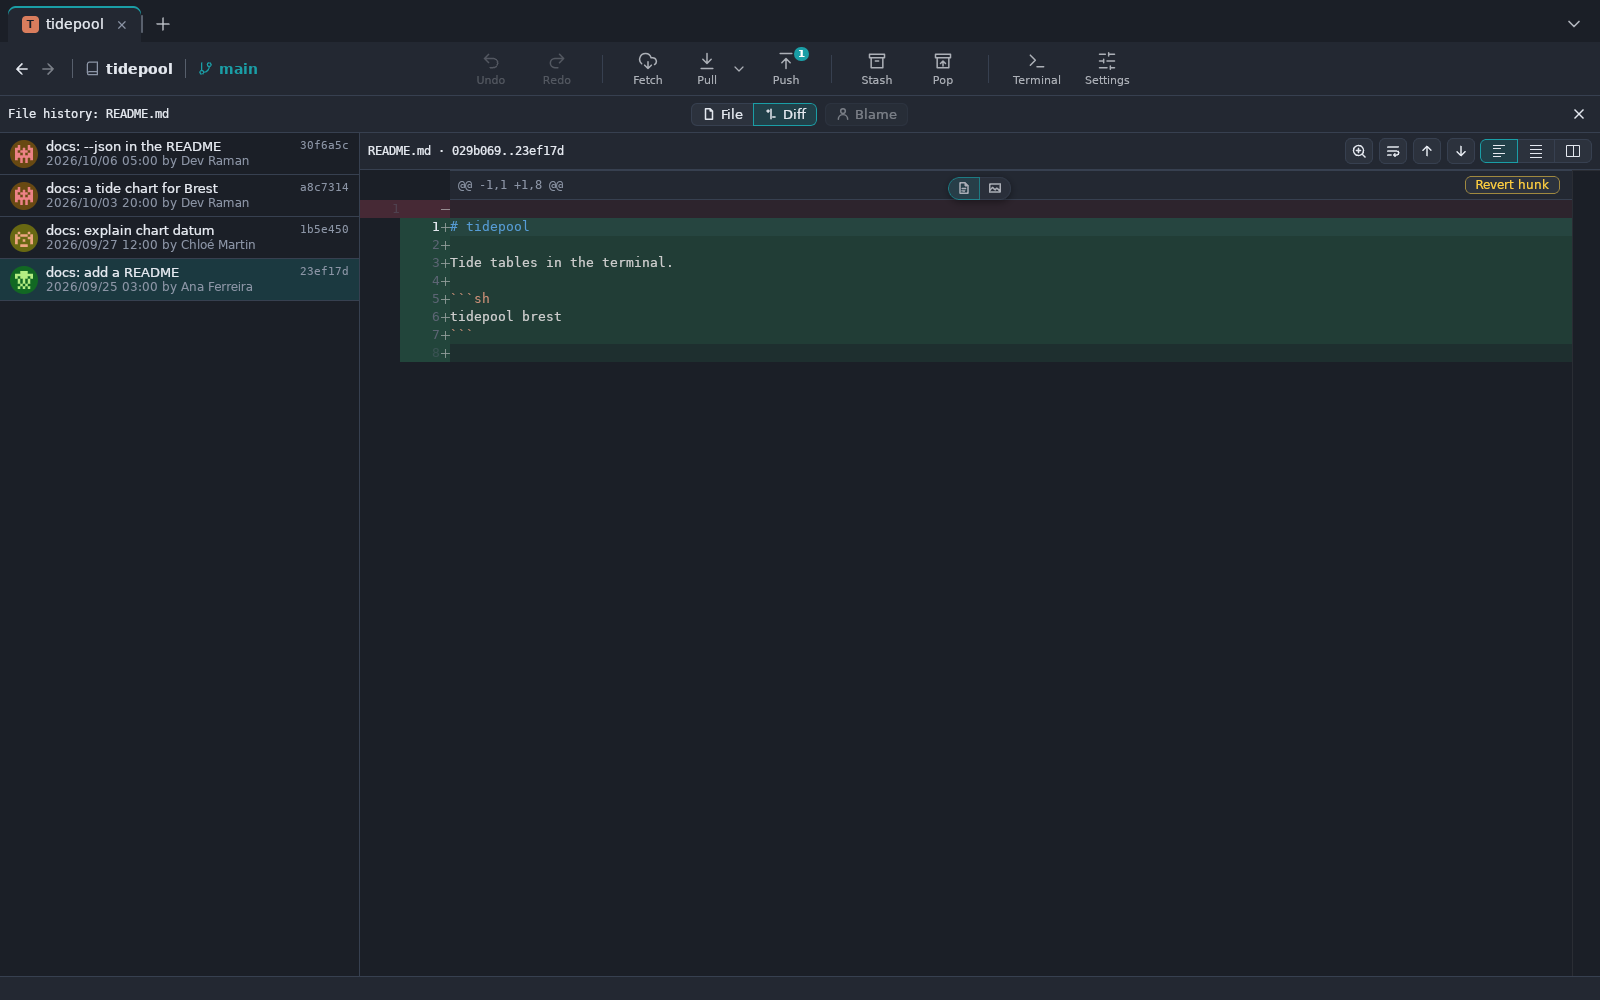 T tidepool
tidepool main
Undo Redo Fetch Pull Push 1 Stash Pop Terminal Settings
File history: README.md
File Diff Blame
docs: --json in the README 30f6a5c
2026/10/06 05:00 by Dev Raman
docs: a tide chart for Brest a8c7314
2026/10/03 20:00 by Dev Raman
docs: explain chart datum 1b5e450
2026/09/27 12:00 by Chloé Martin
docs: add a README 23ef17d
2026/09/25 03:00 by Ana Ferreira
README.md · 029b069..23ef17d
@@ -1,1 +1,8 @@ Revert hunk
1 −
1 + # tidepool
2 +
3 + Tide tables in the terminal.
4 +
5 + ```sh
6 + tidepool brest
7 + ```
8 +